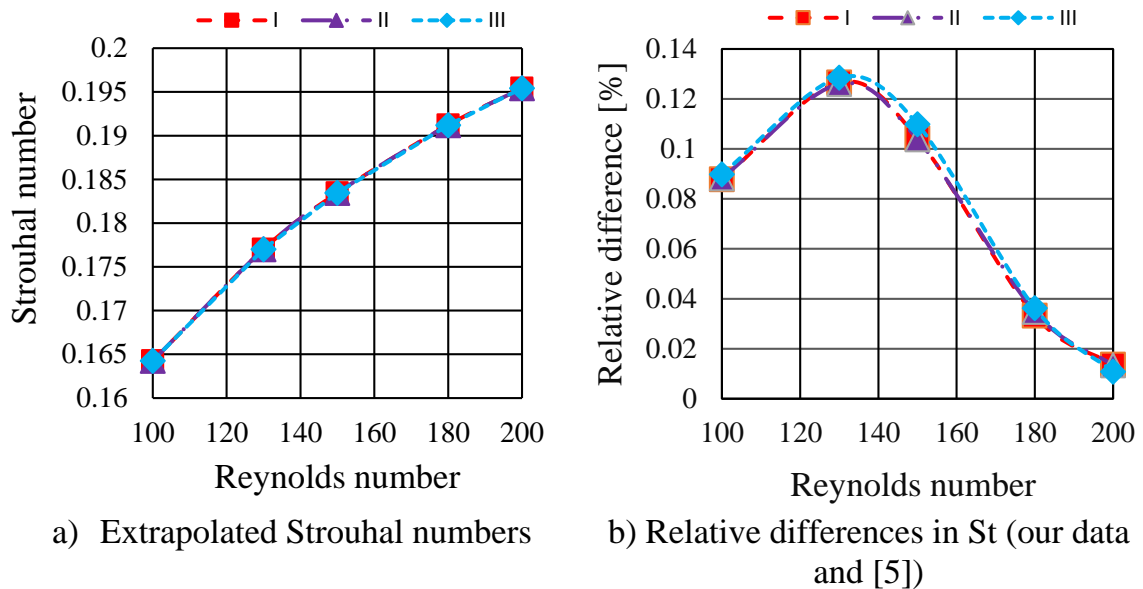 I II III
0.2
0.195
0.19
0.185
0.18
0.175
0.17
0.165
0.16
Strouhal number
100 120 140 160 180 200
Reynolds number
a) Extrapolated Strouhal numbers
I II III
0.14
0.12
0.1
0.08
0.06
0.04
0.02
0
Relative difference [%]
100 120 140 160 180 200
Reynolds number
b) Relative differences in St (our data
and [5])